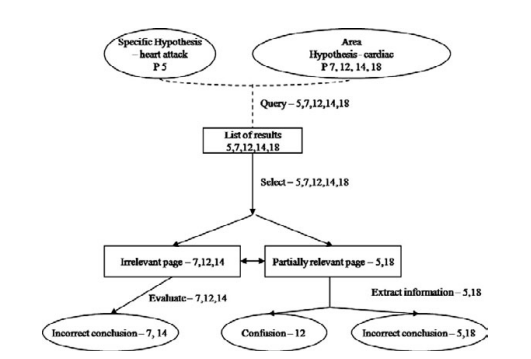 Specific Hypothesis
– heart attack
P 5
Area
Hypothesis – cardiac
P 7, 12, 14, 18
Query – 5,7,12,14,18
List of results
5,7,12,14,18
Select – 5,7,12,14,18
Irrelevant page – 7,12,14
Partially relevant page – 5,18
Evaluate – 7,12,14
Extract information – 5,18
Incorrect conclusion – 7, 14
Confusion – 12
Incorrect conclusion – 5,18